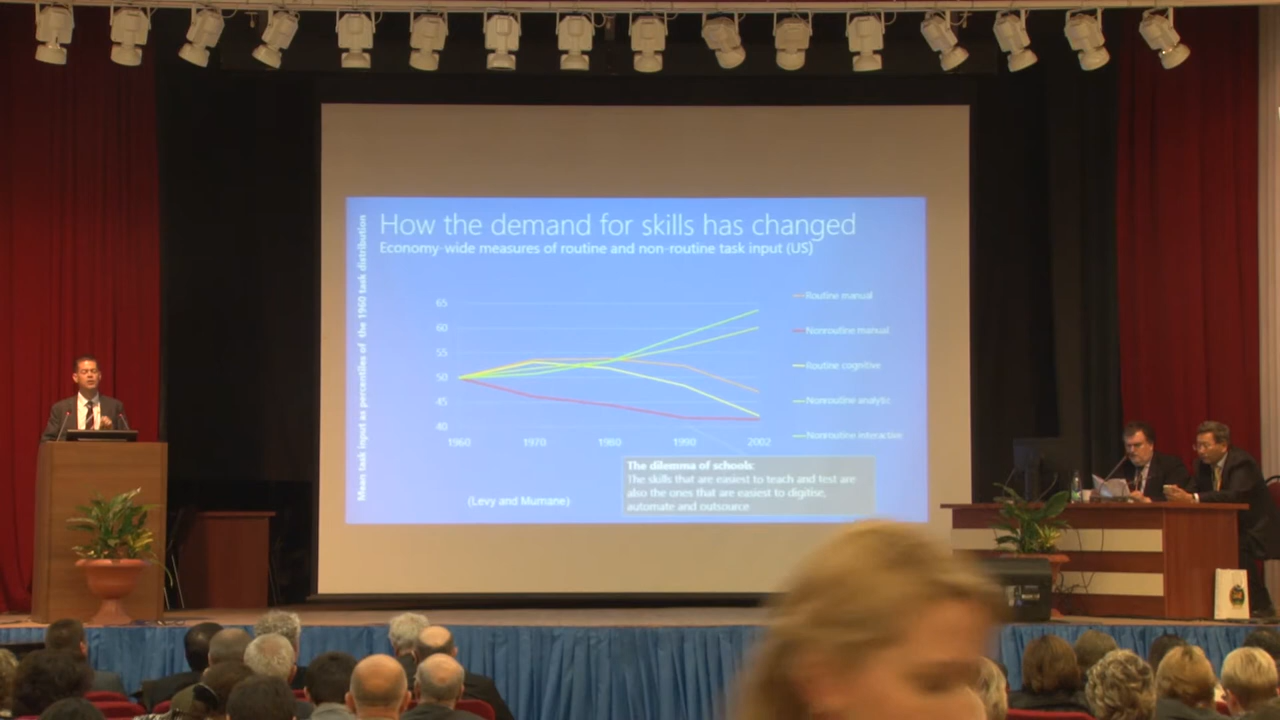 How the demand for skills has changed
Economy-wide measures of routine and non-routine task input (US)
Mean task input as percentiles of the 1960 task distribution
65
60
55
50
45
40
1960 1970 1980 1990 2002
Routine manual
Nonroutine manual
Routine cognitive
Nonroutine analytic
Nonroutine interactive
(Levy and Murnane)
The dilemma of schools:
The skills that are easiest to teach and test are
also the ones that are easiest to digitise,
automate and outsource